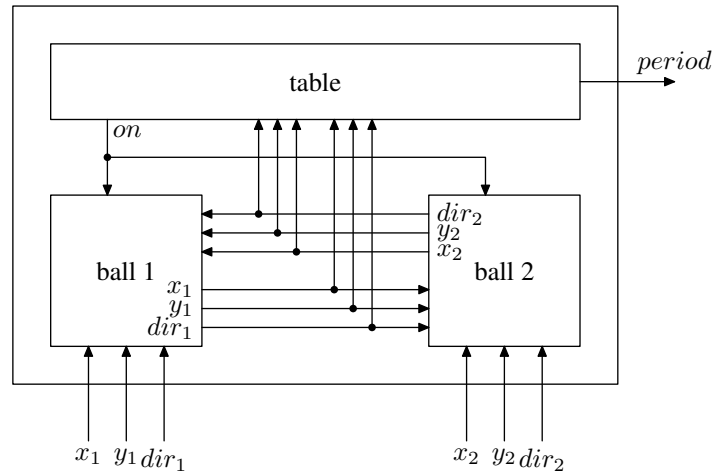 period
table
on
dir₂
y₂
x₂
ball 1
ball 2
x₁
y₁
dir₁
x₁ y₁ dir₁ x₂ y₂ dir₂